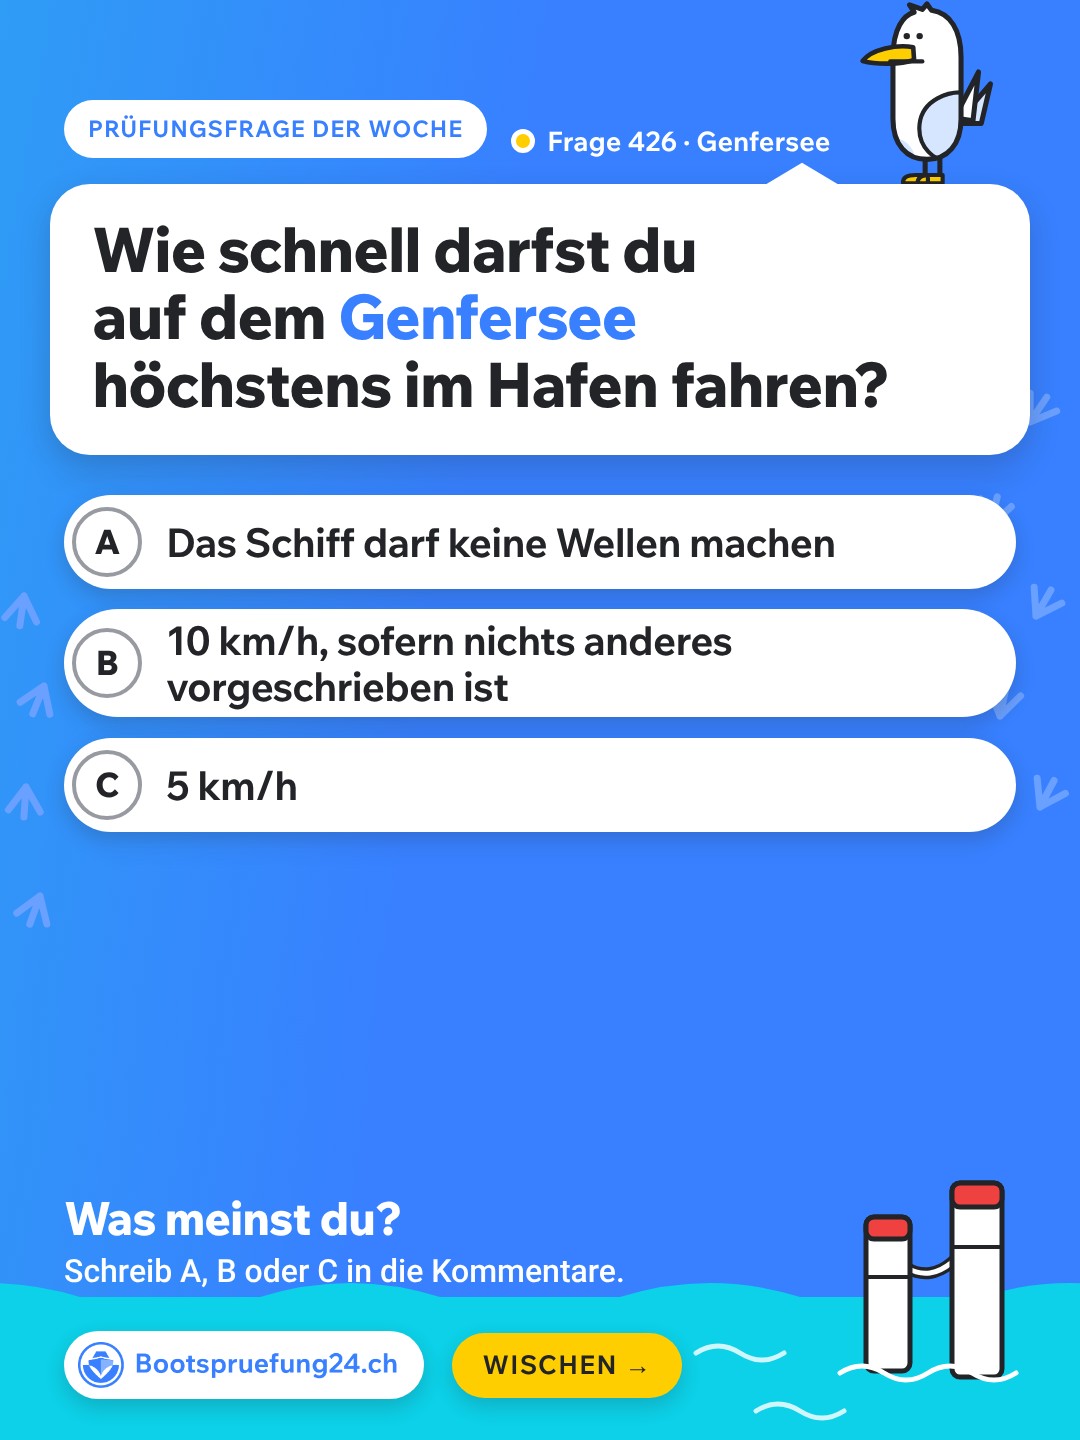 PRÜFUNGSFRAGE DER WOCHE
Frage 426 · Genfersee
Wie schnell darfst du
auf dem Genfersee
höchstens im Hafen fahren?
A Das Schiff darf keine Wellen machen
B 10 km/h, sofern nichts anderes
vorgeschrieben ist
C 5 km/h
Was meinst du?
Schreib A, B oder C in die Kommentare.
Bootspruefung24.ch
WISCHEN →